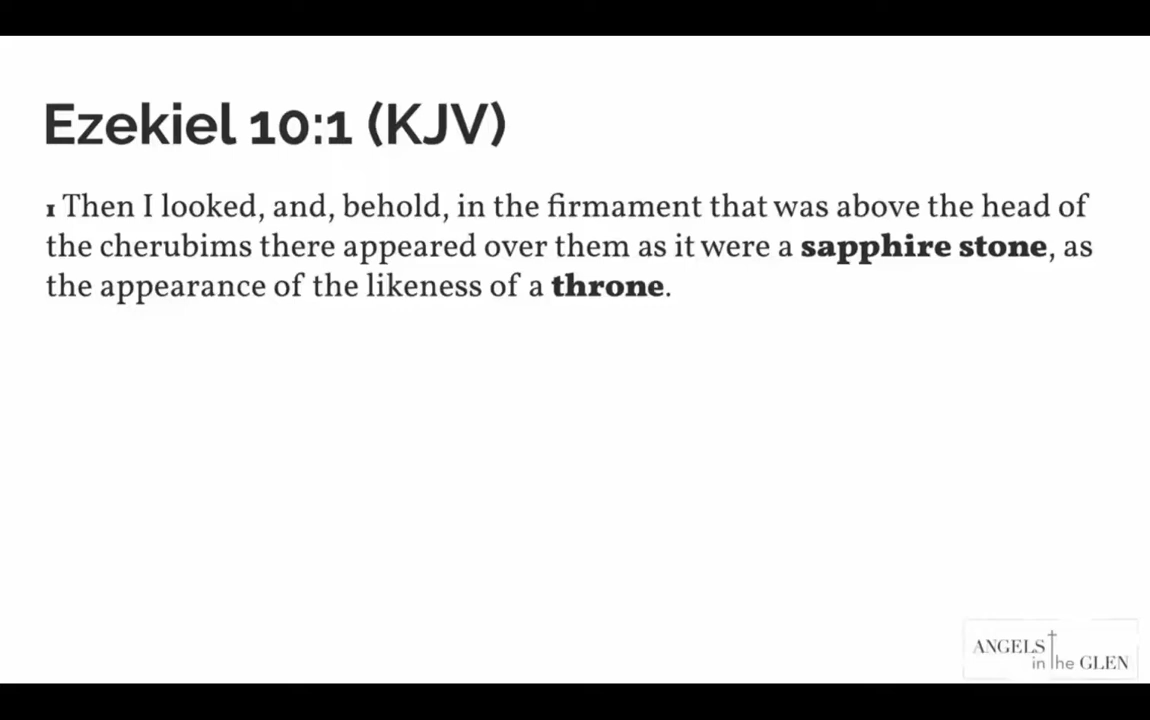 Ezekiel 10:1 (KJV)
1 Then I looked, and, behold, in the firmament that was above the head of
the cherubims there appeared over them as it were a sapphire stone, as
the appearance of the likeness of a throne.
ANGELS
in the GLEN